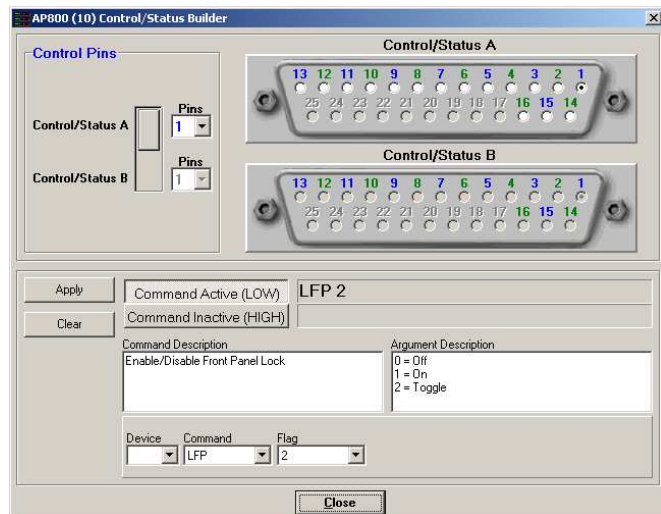 AP800 (10) Control/Status Builder
Control Pins
Control/Status A
Pins
1
Control/Status B
Pins
1
Control/Status A
13 12 11 10 9 8 7 6 5 4 3 2 1
25 24 23 22 21 20 19 18 17 16 15 14
Control/Status B
13 12 11 10 9 8 7 6 5 4 3 2 1
25 24 23 22 21 20 19 18 17 16 15 14
Apply
Clear
Command Active (LOW)
LFP 2
Command Inactive (HIGH)
Command Description
Enable/Disable Front Panel Lock
Argument Description
0 = Off
1 = On
2 = Toggle
Device Command Flag
LFP 2
Close